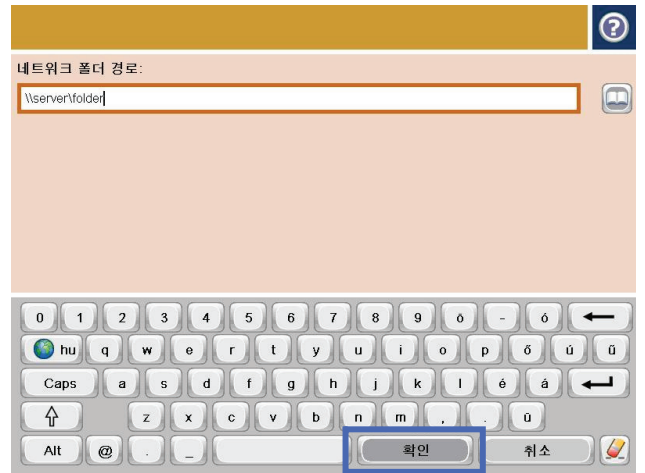 ?
네트워크 폴더 경로:
\\server\folder
0 1 2 3 4 5 6 7 8 9 ö - ó
hu q w e r t y u i o p ő ú ű
Caps a s d f g h j k l é á
z x c v b n m , . ü
Alt @ . _ 확인 취소